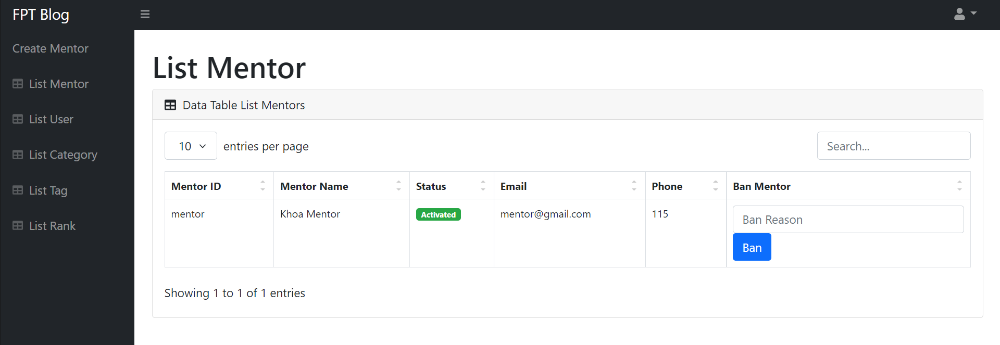 FPT Blog
Create Mentor
List Mentor
List User
List Category
List Tag
List Rank
List Mentor
Data Table List Mentors
10 entries per page
Search...
Mentor ID Mentor Name Status Email Phone Ban Mentor
mentor Khoa Mentor Activated mentor@gmail.com 115 Ban Reason
Ban
Showing 1 to 1 of 1 entries